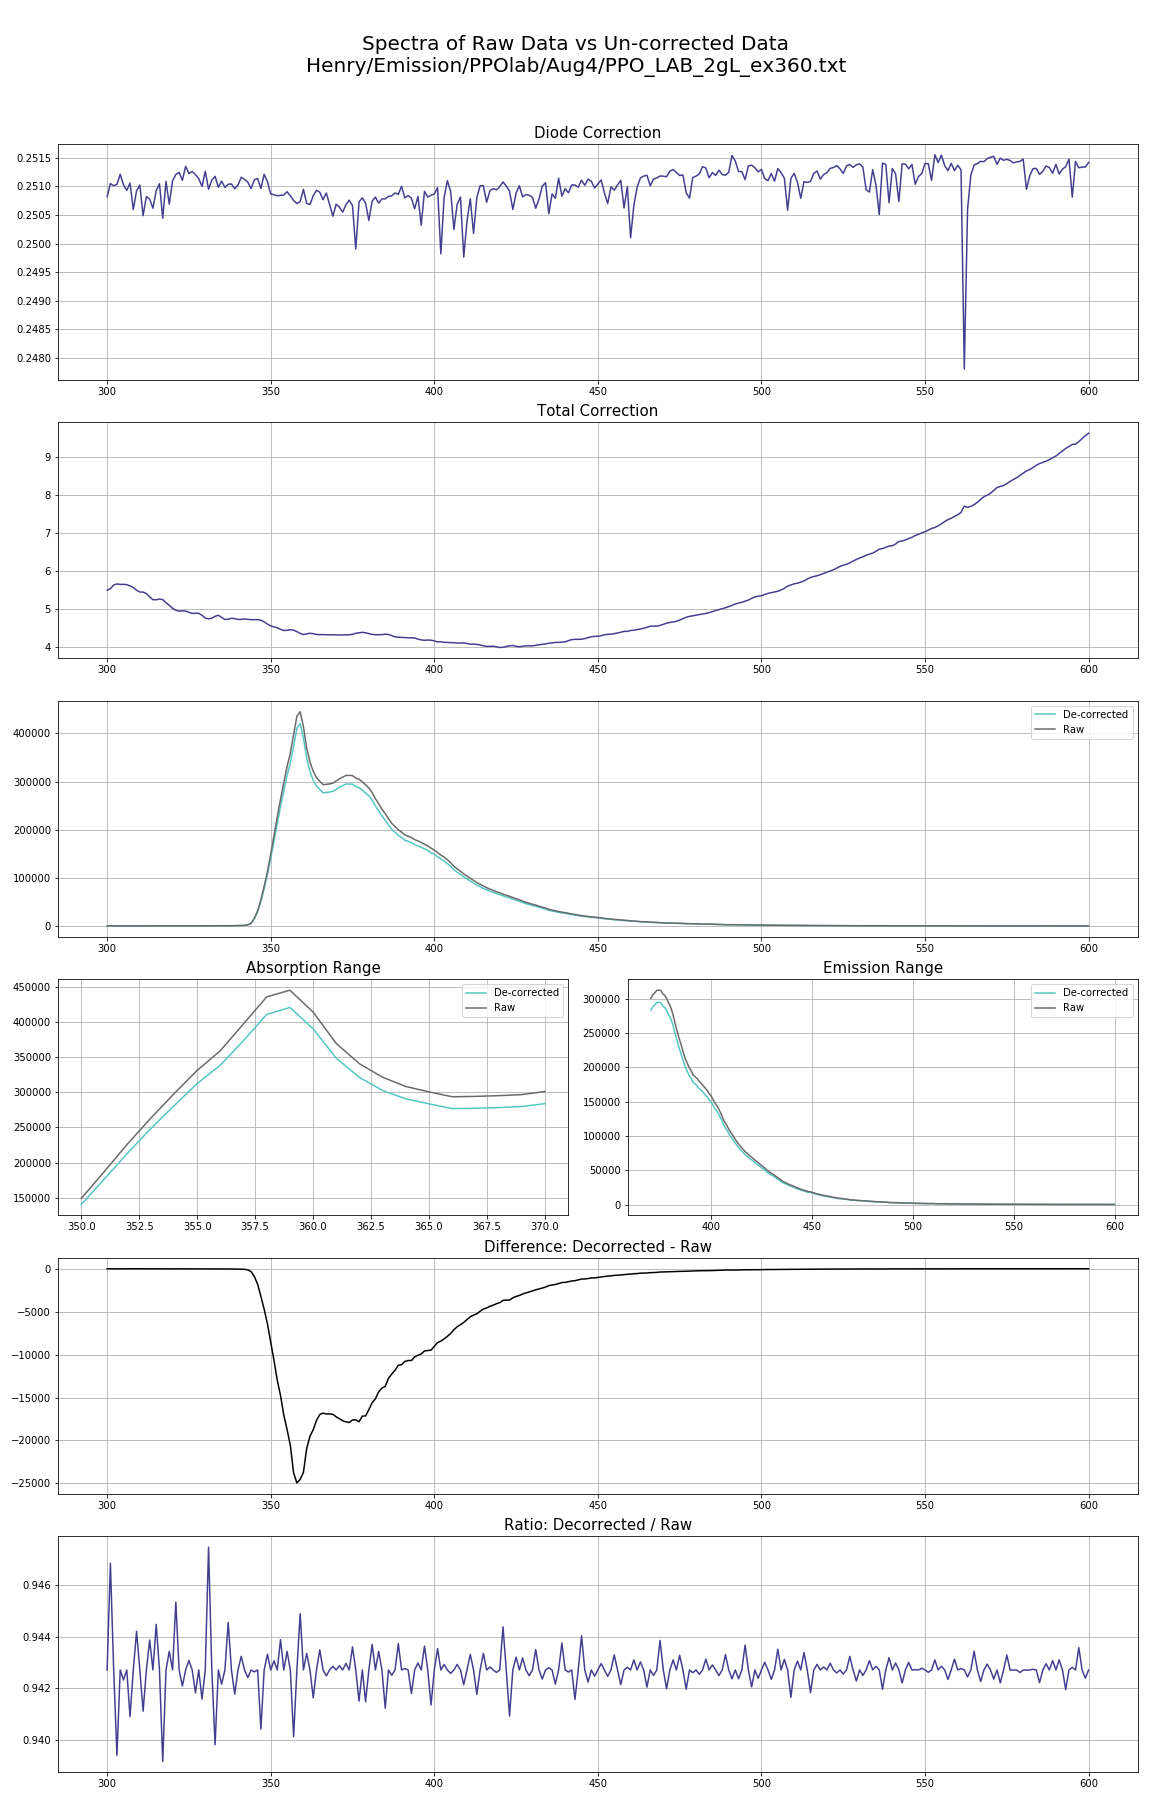 Spectra of Raw Data vs Un-corrected Data
Henry/Emission/PPOlab/Aug4/PPO_LAB_2gL_ex360.txt
Diode Correction
0.2515
0.2510
0.2505
0.2500
0.2495
0.2490
0.2485
0.2480
300 350 400 450 500 550 600
Total Correction
9
8
7
6
5
4
300 350 400 450 500 550 600
De-corrected
Raw
400000
300000
200000
100000
0
300 350 400 450 500 550 600
Absorption Range
De-corrected
Raw
450000
400000
350000
300000
250000
200000
150000
350.0 352.5 355.0 357.5 360.0 362.5 365.0 367.5 370.0
Emission Range
De-corrected
Raw
300000
250000
200000
150000
100000
50000
0
400 450 500 550 600
Difference: Decorrected - Raw
0
−5000
−10000
−15000
−20000
−25000
300 350 400 450 500 550 600
Ratio: Decorrected / Raw
0.946
0.944
0.942
0.940
300 350 400 450 500 550 600